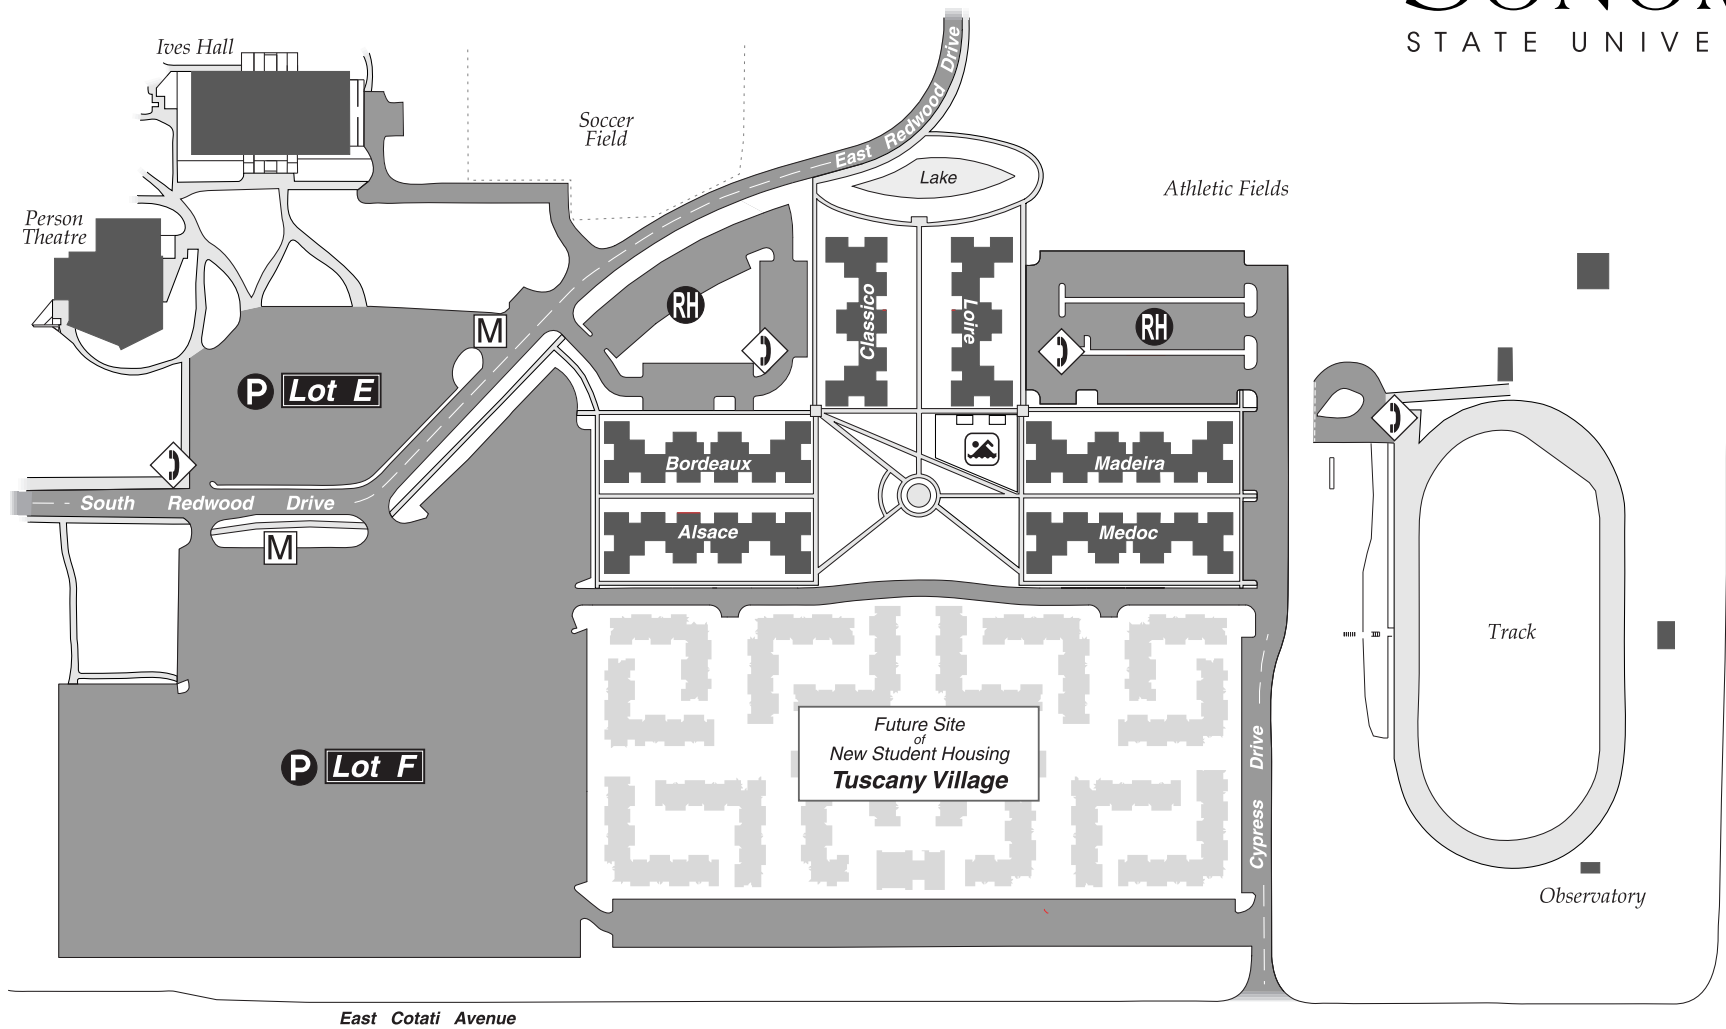 STATE UNIVE
Ives Hall
Soccer
Field
East Redwood Drive
Lake
Athletic Fields
Person
Theatre
RH
RH
Classico
Loire
M
P Lot E
Bordeaux
Madeira
South Redwood Drive
Alsace
Medoc
M
Track
Future Site
of
New Student Housing
Tuscany Village
P Lot F
Cypress Drive
Observatory
East Cotati Avenue